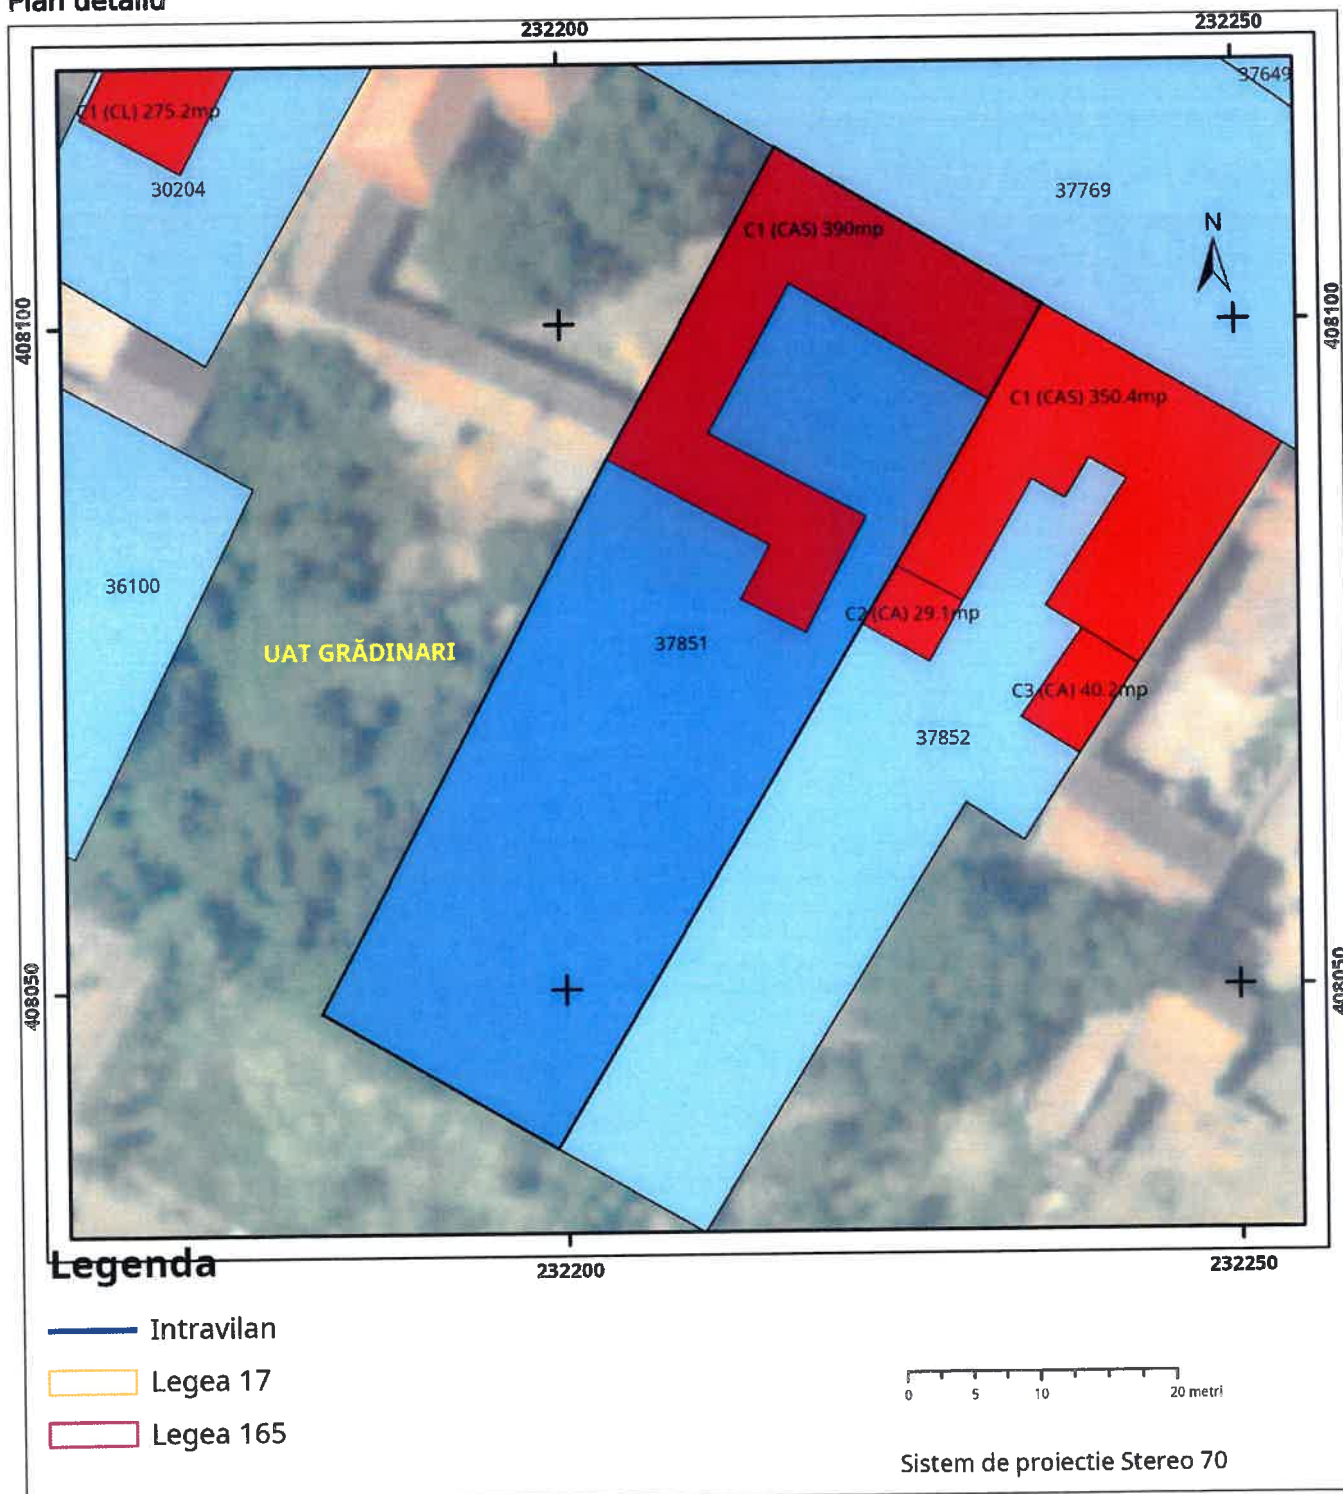 Plan detaliu
232200
232250
37649
C1 (CL) 275.2mp
30204
37769
N
C1 (CAS) 390mp
408100
408100
C1 (CAS) 350.4mp
36100
C2 (CA) 29.1mp
UAT GRĂDINARI
37851
C3 (CA) 40.2mp
37852
408050
408050
232200
232250
Legenda
Intravilan
Legea 17
Legea 165
0 5 10 20 metri
Sistem de proiectie Stereo 70